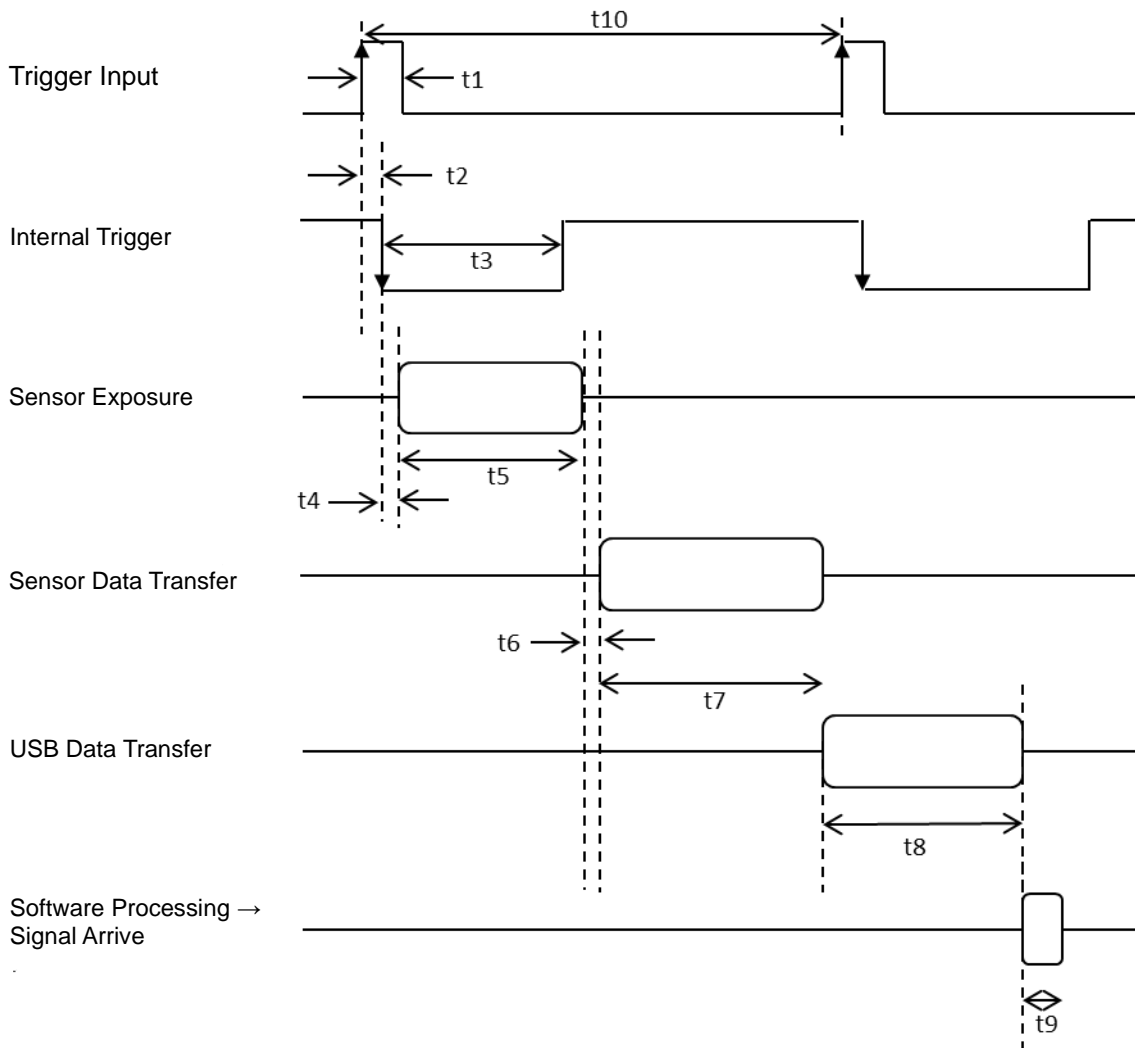 t10
Trigger Input
t1
t2
Internal Trigger
t3
Sensor Exposure
t5
t4
Sensor Data Transfer
t6
t7
USB Data Transfer
t8
Software Processing →
Signal Arrive
t9